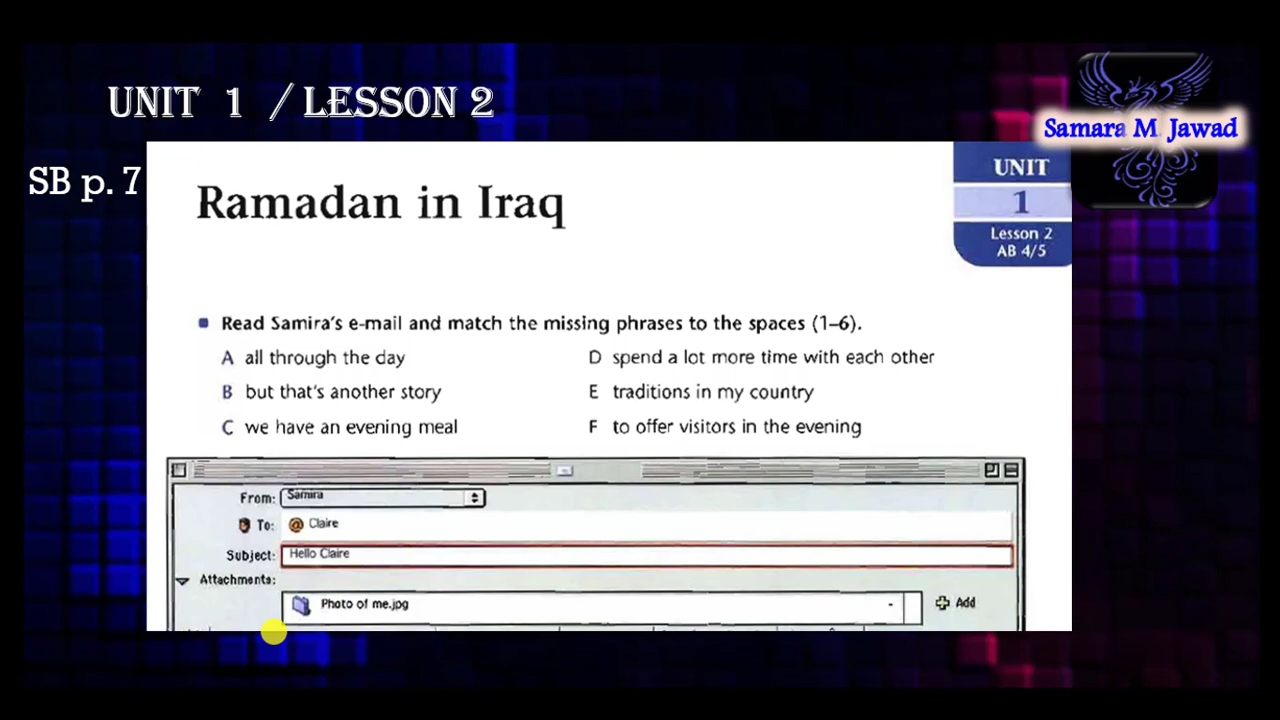 UNIT 1 / LESSON 2
Samara M. Jawad
SB p. 7
UNIT
1
Lesson 2
AB 4/5
Ramadan in Iraq
Read Samira's e-mail and match the missing phrases to the spaces (1–6).
A all through the day
B but that's another story
C we have an evening meal
D spend a lot more time with each other
E traditions in my country
F to offer visitors in the evening
From: Samira
To: @ Claire
Subject: Hello Claire
Attachments:
Photo of me.jpg
Add